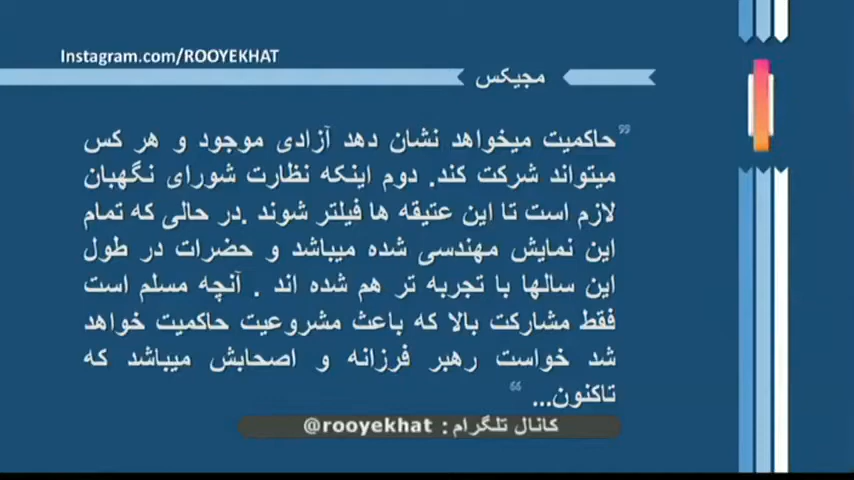 Instagram.com/ROOYEKHAT
مجیکس
”حاکمیت میخواهد نشان دهد آزادی موجود و هر کس
میتواند شرکت کند. دوم اینکه نظارت شورای نگهبان
لازم است تا این عتیقه ها فیلتر شوند .در حالی که تمام
این نمایش مهندسی شده میباشد و حضرات در طول
این سالها با تجربه تر هم شده اند . آنچه مسلم است
فقط مشارکت بالا که باعث مشروعیت حاکمیت خواهد
شد خواست رهبر فرزانه و اصحابش میباشد که
تاکنون... “
کانال تلگرام : rooyekhat@